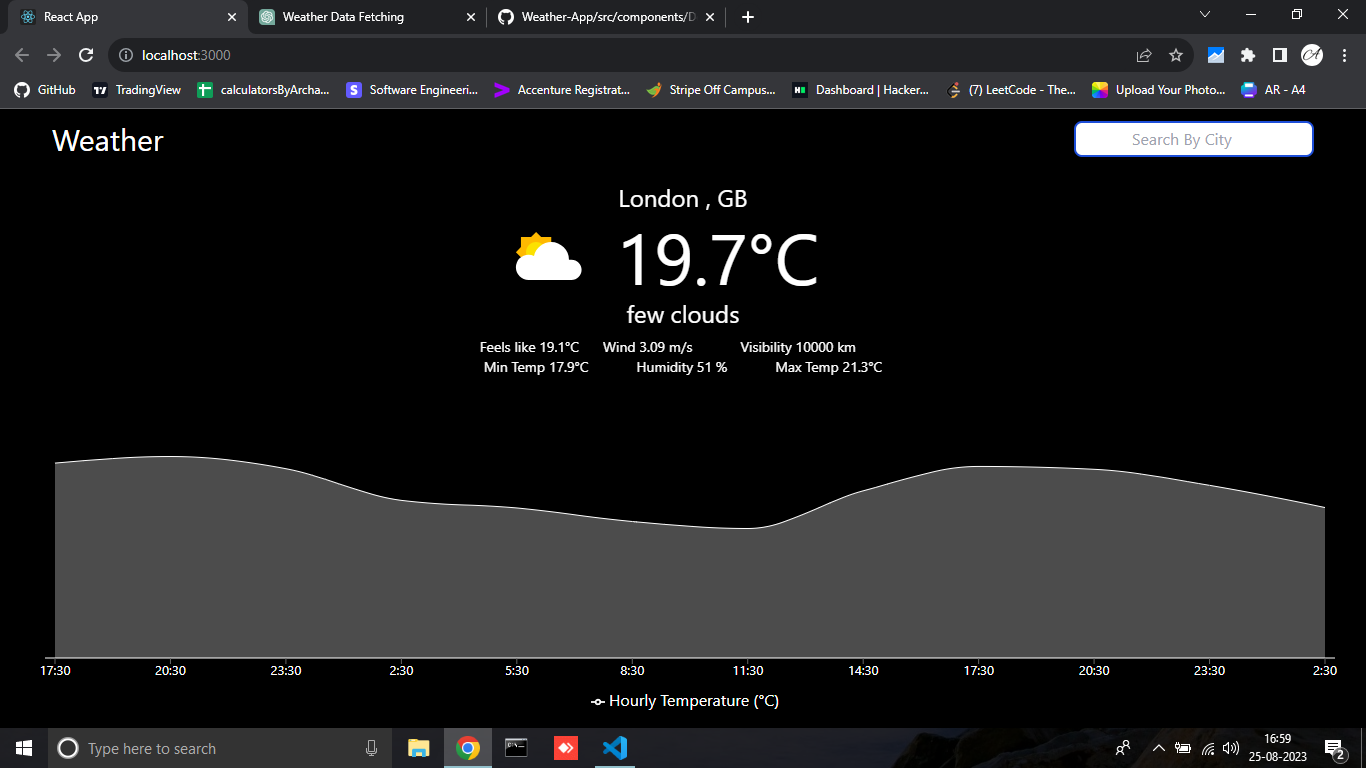 React App
Weather Data Fetching
Weather-App/src/components/D
localhost:3000
GitHub TradingView calculatorsByArcha... Software Engineeri... Accenture Registrat... Stripe Off Campus... Dashboard | Hacker... (7) LeetCode - The... Upload Your Photo... AR - A4
Weather
Search By City
London , GB
19.7°C
few clouds
Feels like 19.1°C Wind 3.09 m/s Visibility 10000 km
Min Temp 17.9°C Humidity 51 % Max Temp 21.3°C
17:30 20:30 23:30 2:30 5:30 8:30 11:30 14:30 17:30 20:30 23:30 2:30
Hourly Temperature (°C)
Type here to search
16:59
25-08-2023
2